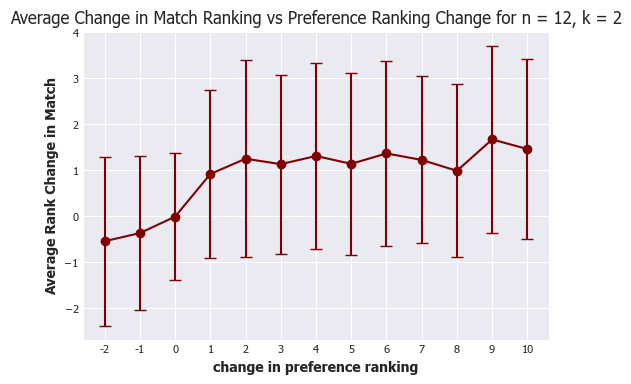 Average Change in Match Ranking vs Preference Ranking Change for n = 12, k = 2
Average Rank Change in Match
4
3
2
1
0
−1
−2
-2 -1 0 1 2 3 4 5 6 7 8 9 10
change in preference ranking